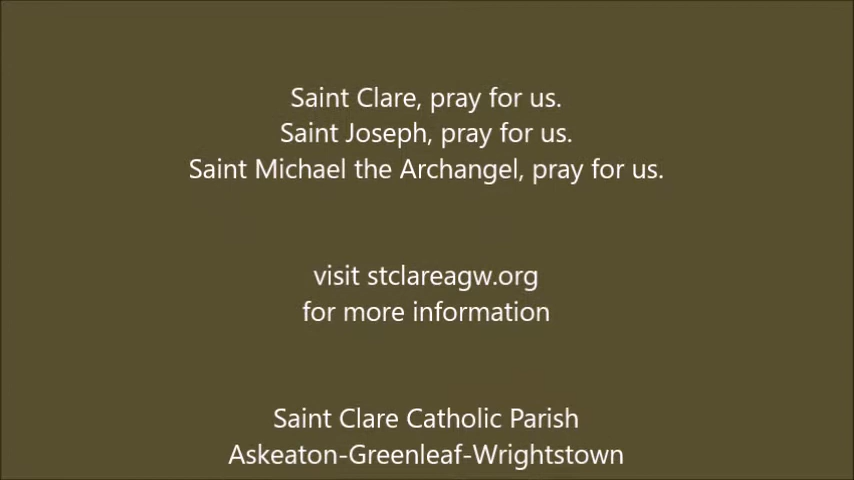 Saint Clare, pray for us.
Saint Joseph, pray for us.
Saint Michael the Archangel, pray for us.
visit stclareagw.org
for more information
Saint Clare Catholic Parish
Askeaton-Greenleaf-Wrightstown